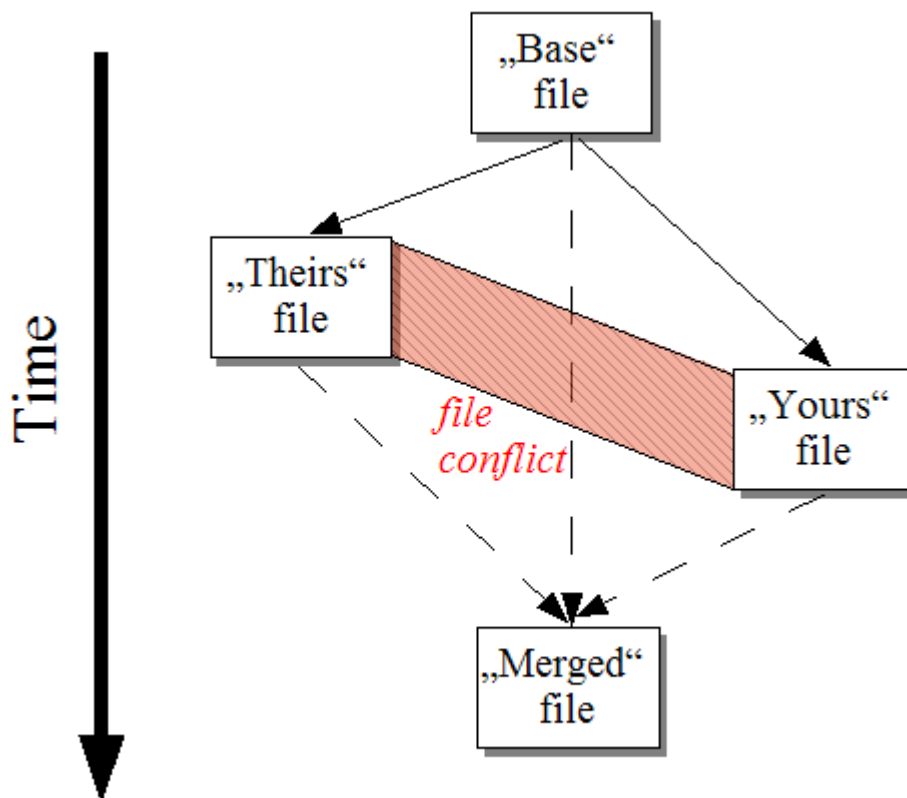 „Base“
file
„Theirs“
file
Time
„Yours“
file
file
conflict
„Merged“
file